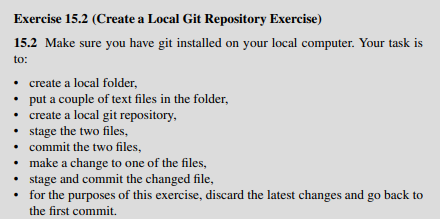 Exercise 15.2 (Create a Local Git Repository Exercise)
15.2 Make sure you have git installed on your local computer. Your task is
to:
• create a local folder,
• put a couple of text files in the folder,
• create a local git repository,
• stage the two files,
• commit the two files,
• make a change to one of the files,
• stage and commit the changed file,
• for the purposes of this exercise, discard the latest changes and go back to
the first commit.